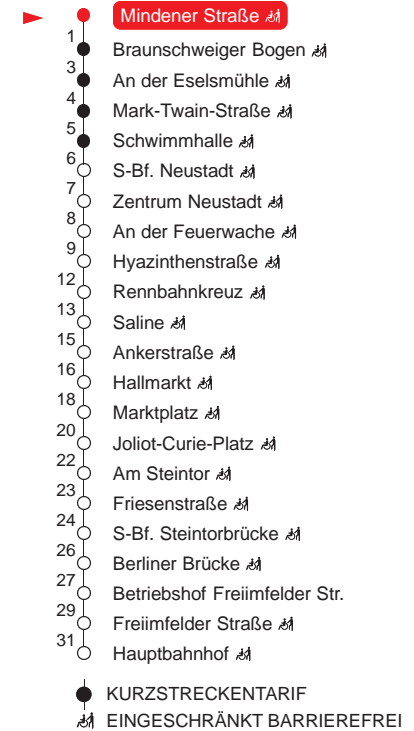 Mindener Straße
1
Braunschweiger Bogen
3
An der Eselsmühle
4
Mark-Twain-Straße
5
Schwimmhalle
6
S-Bf. Neustadt
7
Zentrum Neustadt
8
An der Feuerwache
9
Hyazinthenstraße
12
Rennbahnkreuz
13
Saline
15
Ankerstraße
16
Hallmarkt
18
Marktplatz
20
Joliot-Curie-Platz
22
Am Steintor
23
Friesenstraße
24
S-Bf. Steintorbrücke
26
Berliner Brücke
27
Betriebshof Freiimfelder Str.
29
Freiimfelder Straße
31
Hauptbahnhof
KURZSTRECKENTARIF
EINGESCHRÄNKT BARRIEREFREI